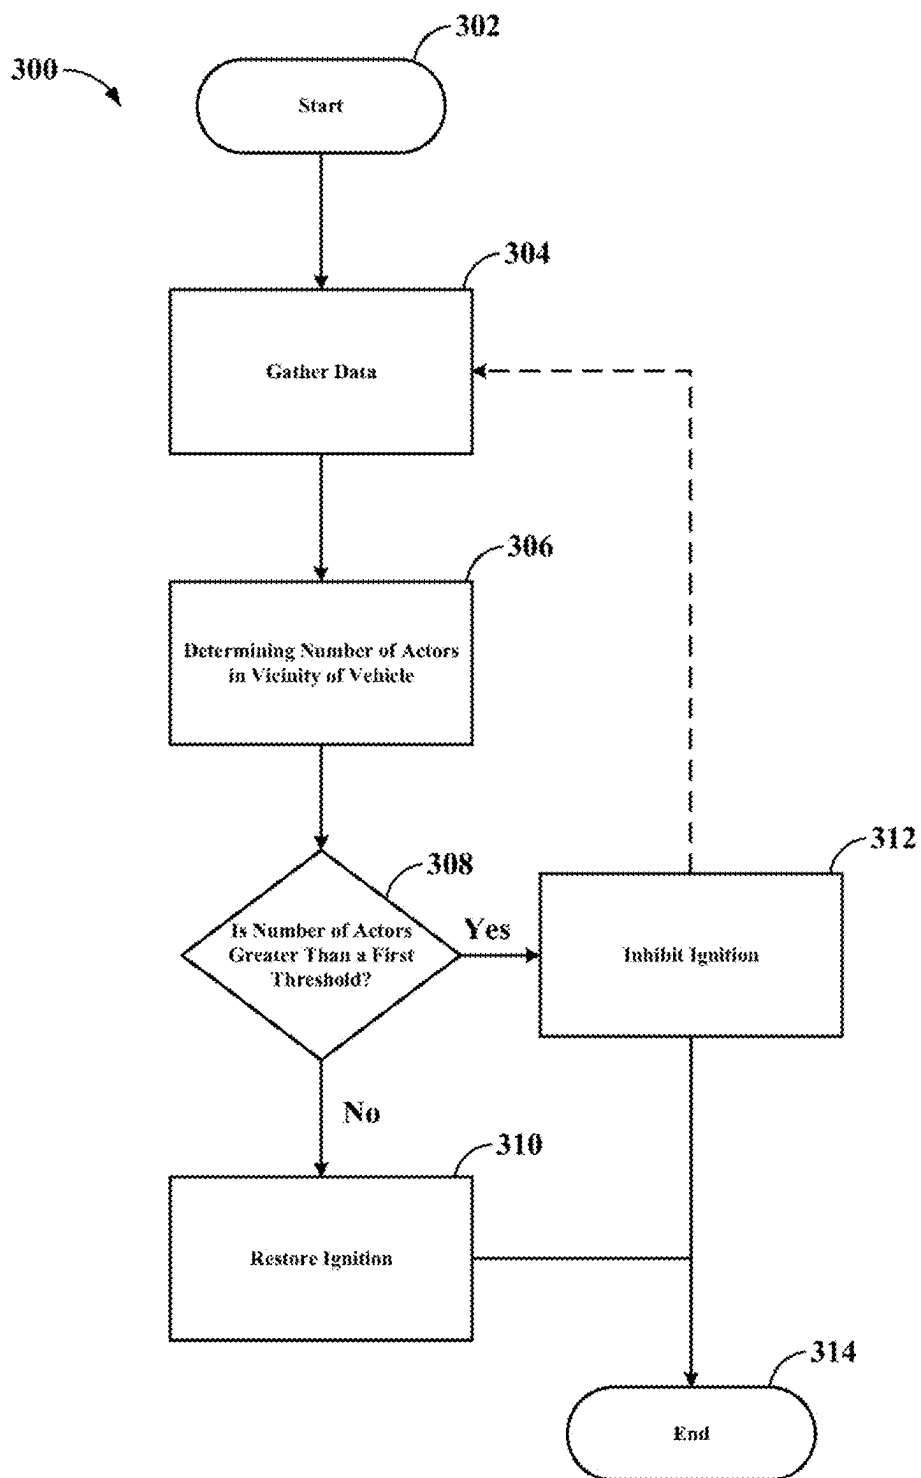 302
300
Start
304
Gather Data
306
Determining Number of Actors
in Vicinity of Vehicle
308
Is Number of Actors
Greater Than a First
Threshold?
Yes
312
Inhibit Ignition
No
310
Restore Ignition
314
End